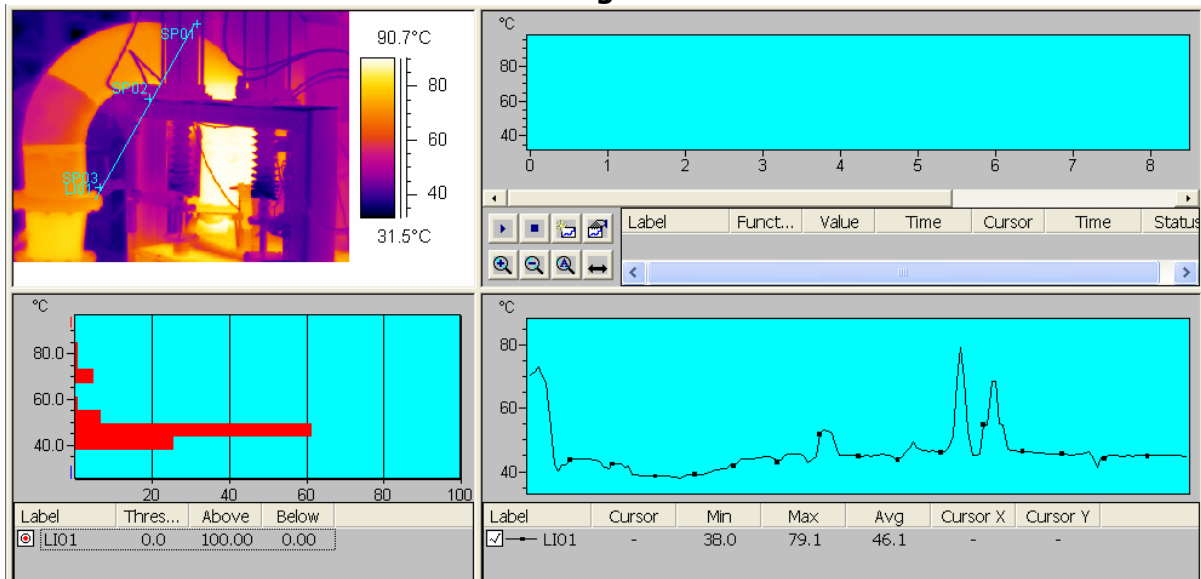 SP01
SP02
SP03
LI01
90.7°C
80
60
40
31.5°C
°C
80
60
40
0 1 2 3 4 5 6 7 8
Label Funct... Value Time Cursor Time Status
°C
80.0
60.0
40.0
20 40 60 80 100
Label Thres... Above Below
LI01 0.0 100.00 0.00
°C
80
60
40
Label Cursor Min Max Avg Cursor X Cursor Y
LI01 - 38.0 79.1 46.1 - -